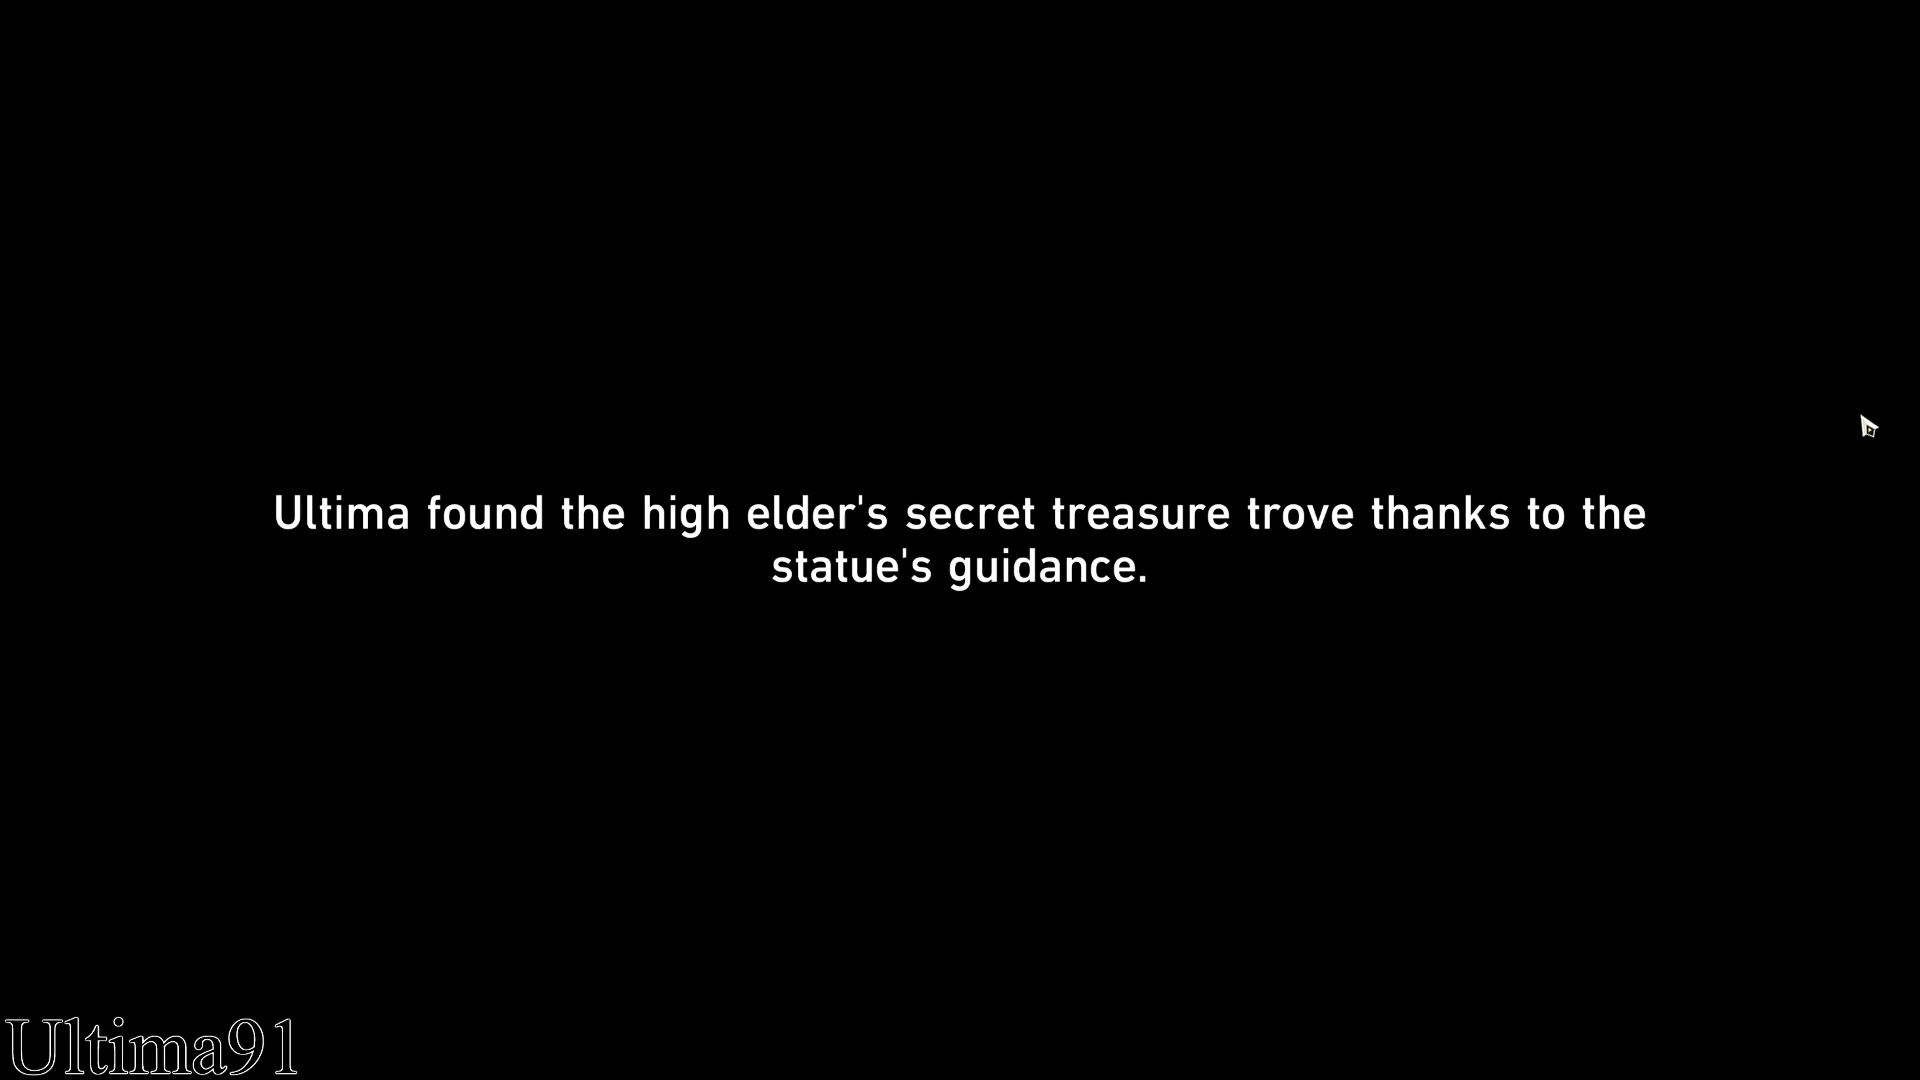 Ultima found the high elder's secret treasure trove thanks to the
statue's guidance.
Ultima91